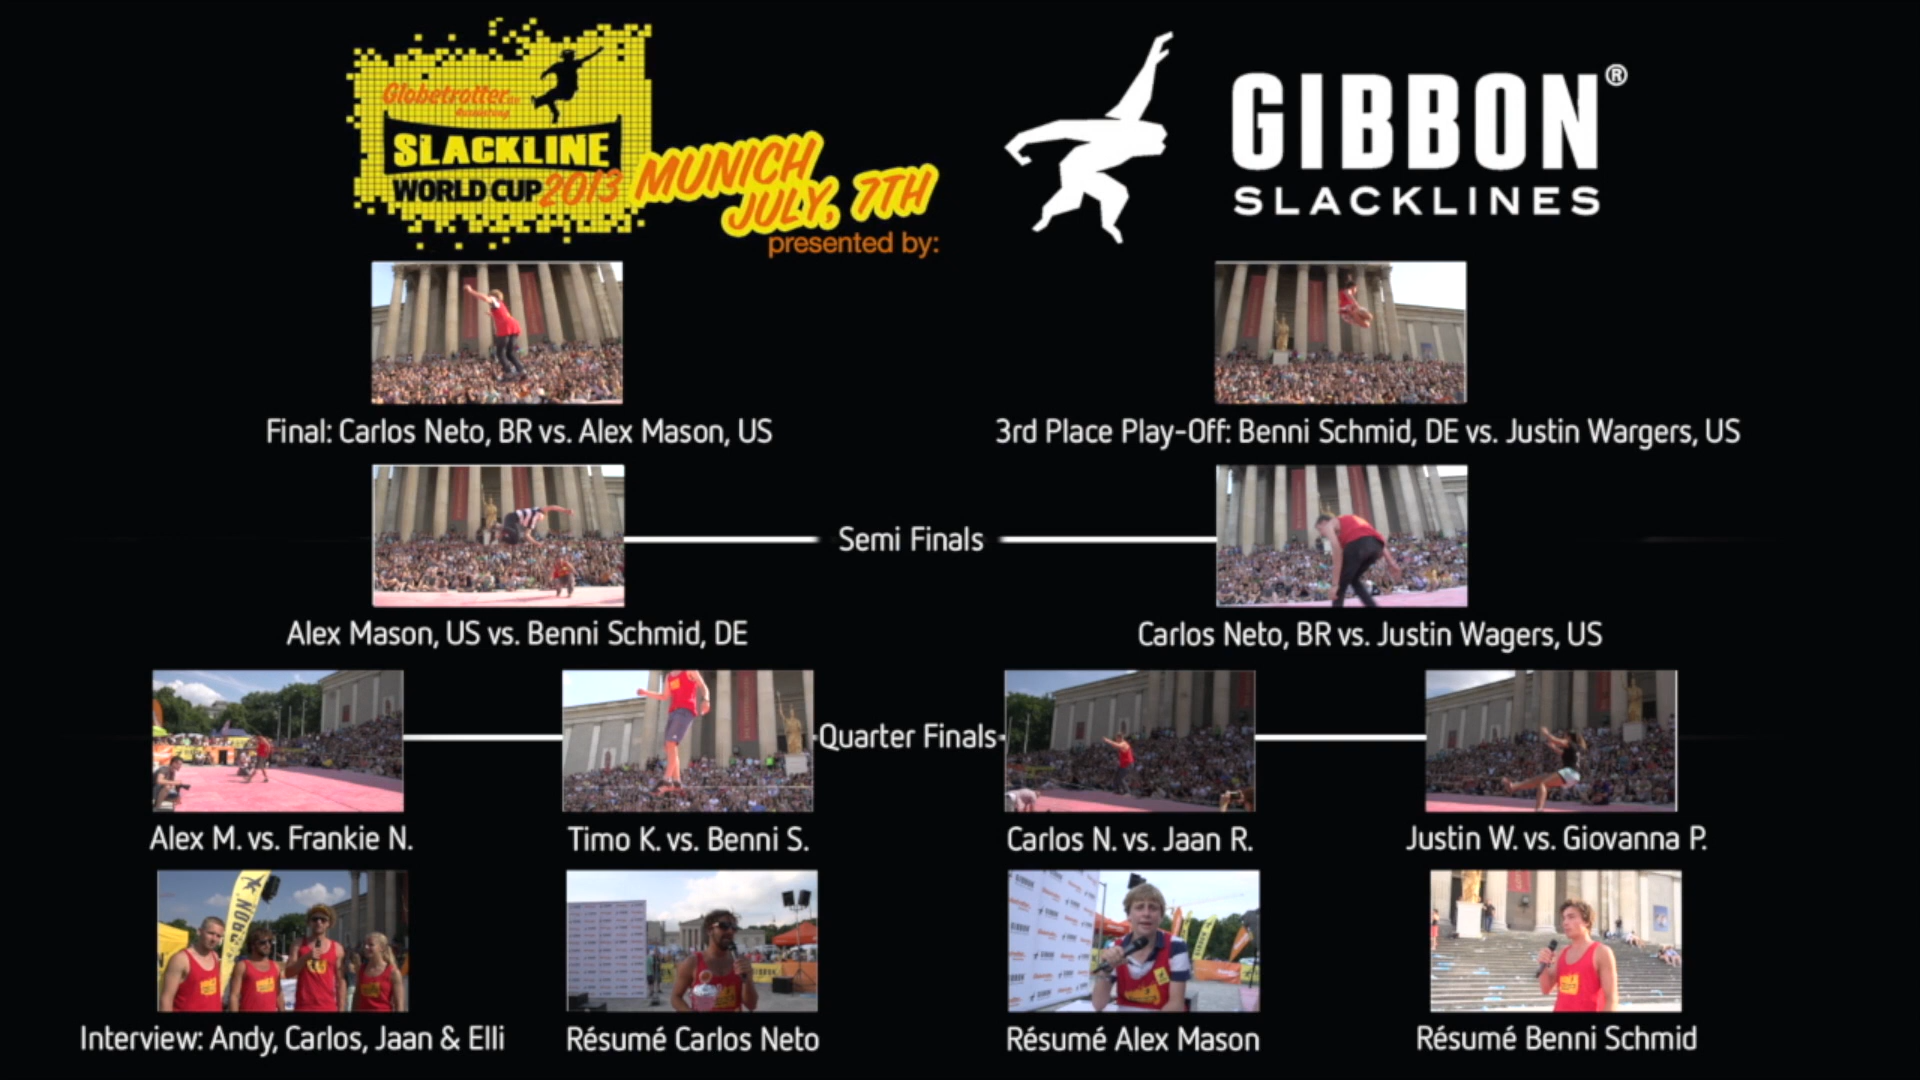 Globetrotter.de
SLACKLINE
WORLD CUP 2013
MUNICH
JULY, 7TH
presented by:
GIBBON®
SLACKLINES
Final: Carlos Neto, BR vs. Alex Mason, US
3rd Place Play-Off: Benni Schmid, DE vs. Justin Wargers, US
Semi Finals
Alex Mason, US vs. Benni Schmid, DE
Carlos Neto, BR vs. Justin Wagers, US
Quarter Finals
Alex M. vs. Frankie N.
Timo K. vs. Benni S.
Carlos N. vs. Jaan R.
Justin W. vs. Giovanna P.
GIBBON
GIBBON
Interview: Andy, Carlos, Jaan & Elli
Résumé Carlos Neto
Résumé Alex Mason
Résumé Benni Schmid